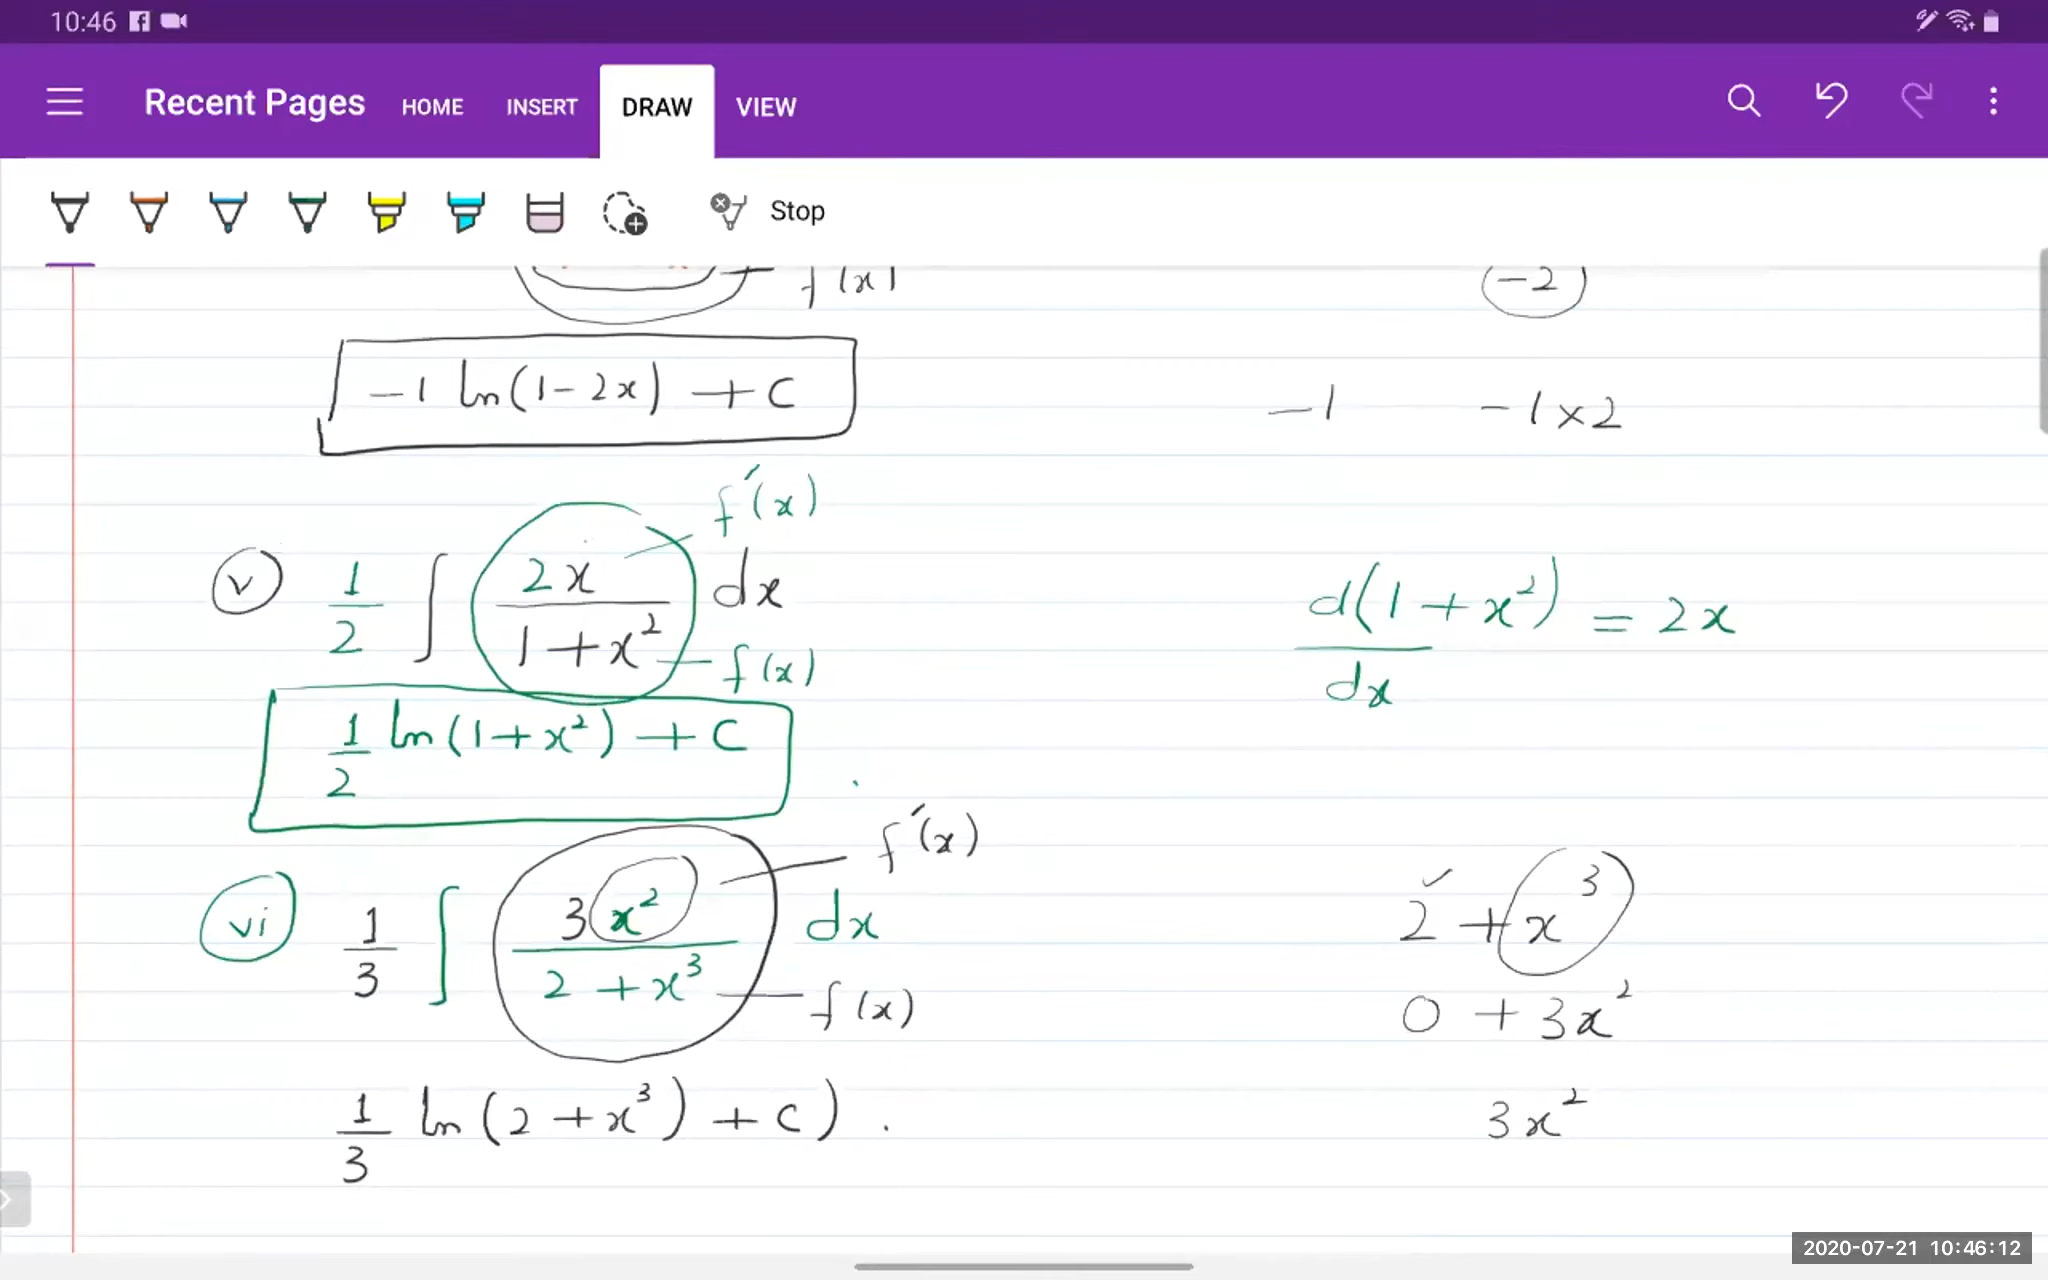 10:46
Recent Pages HOME INSERT DRAW VIEW
Stop
f(x) (-2)
-1 ln(1-2x) + C -1 -1×2
f'(x)
(v) 1/2 ∫ 2x/(1+x²) dx d(1+x²)/dx = 2x
f(x)
1/2 ln(1+x²) + C
f'(x)
(vi) 1/3 ∫ 3x²/(2+x³) dx 2 + x³
f(x) 0 + 3x²
1/3 ln(2+x³) + c) . 3x²
2020-07-21 10:46:12